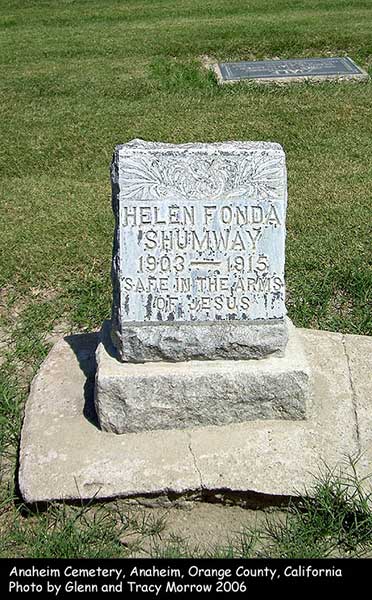 HELEN FONDA
SHUMWAY
1903—1915
"SAFE IN THE ARMS
OF JESUS"
Anaheim Cemetery, Anaheim, Orange County, California
Photo by Glenn and Tracy Morrow 2006